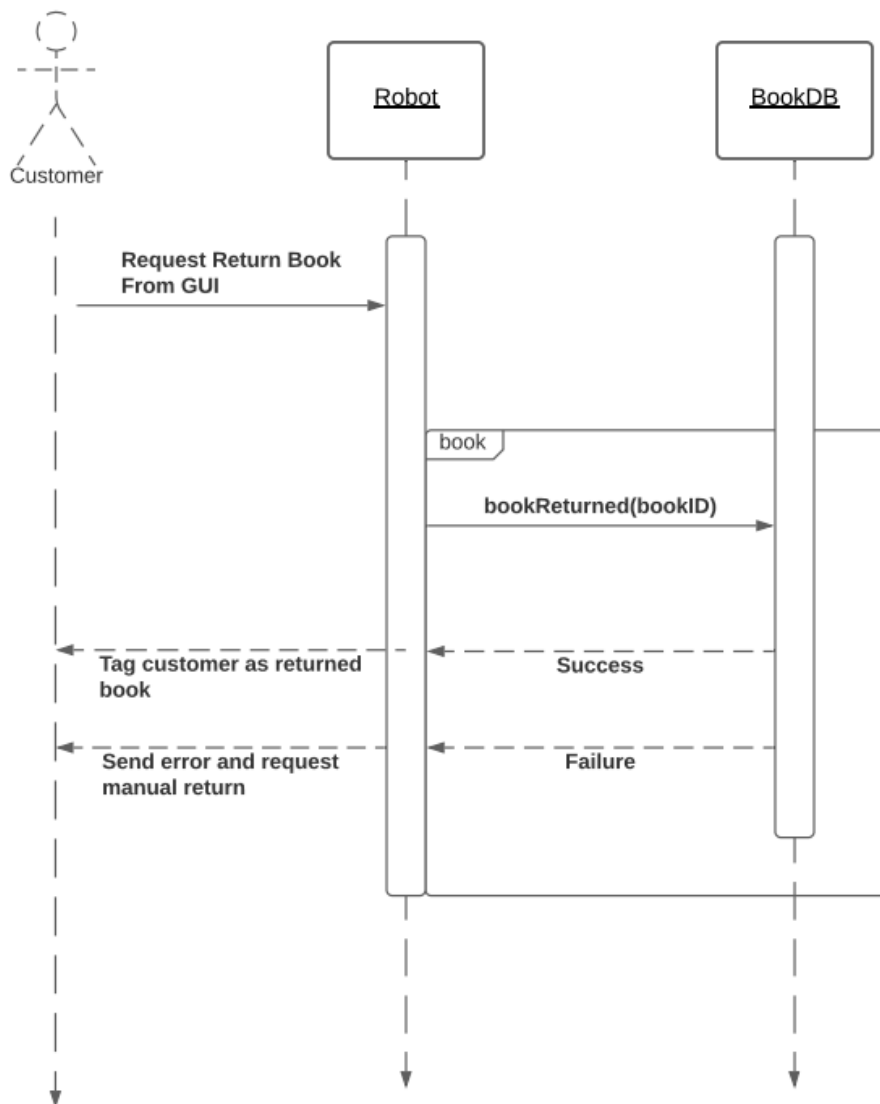 Robot
BookDB
Customer
Request Return Book
From GUI
book
bookReturned(bookID)
Tag customer as returned
book
Success
Send error and request
manual return
Failure